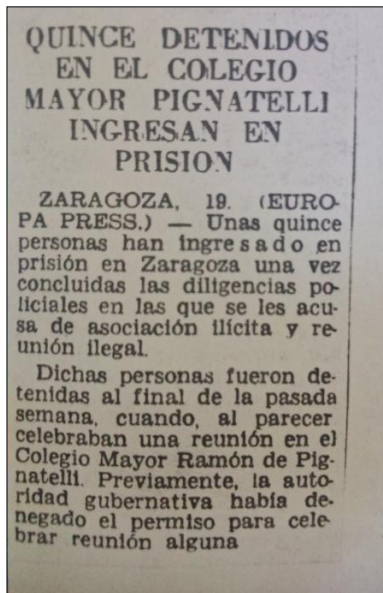 QUINCE DETENIDOS
EN EL COLEGIO
MAYOR PIGNATELLI
INGRESAN EN
PRISION
ZARAGOZA, 19. (EURO-
PA PRESS.) — Unas quince
personas han ingresado en
prisión en Zaragoza una vez
concluidas las diligencias po-
liciales en las que se les acu-
sa de asociación ilícita y re-
unión ilegal.
Dichas personas fueron de-
tenidas al final de la pasada
semana, cuando, al parecer
celebraban una reunión en el
Colegio Mayor Ramón de Pig-
natelli. Previamente, la auto-
ridad gubernativa había de-
negado el permiso para cele-
brar reunión alguna